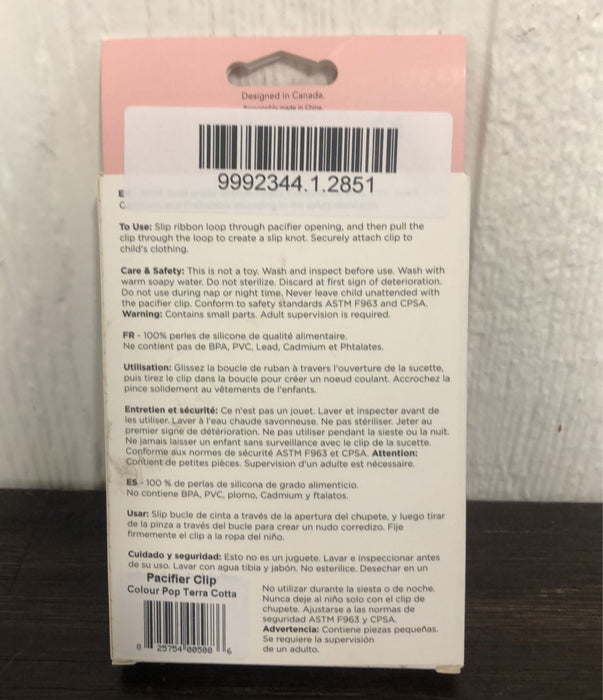 Designed in Canada.
Responsibly made in China.
9992344.1.2851
E
C
To Use: Slip ribbon loop through pacifier opening, and then pull the
clip through the loop to create a slip knot. Securely attach clip to
child's clothing.
Care & Safety: This is not a toy. Wash and inspect before use. Wash with
warm soapy water. Do not sterilize. Discard at first sign of deterioration.
Do not use during nap or night time. Never leave child unattended with
the pacifier clip. Conform to safety standards ASTM F963 and CPSA.
Warning: Contains small parts. Adult supervision is required.
FR - 100% perles de silicone de qualité alimentaire.
Ne contient pas de BPA, PVC, Lead, Cadmium et Phtalates.
Utilisation: Glissez la boucle de ruban à travers l'ouverture de la sucette,
puis tirez le clip dans la boucle pour créer un noeud coulant. Accrochez la
pince solidement au vêtements de l'enfants.
Entretien et sécurité: Ce n'est pas un jouet. Laver et inspecter avant de
les utiliser. Laver à l'eau chaude savonneuse. Ne pas stériliser. Jeter au
premier signe de détérioration. Ne pas utiliser pendant la sieste ou la nuit.
Ne jamais laisser un enfant sans surveillance avec le clip de la sucette.
Conforme aux normes de sécurité ASTM F963 et CPSA. Attention:
Contient de petites pièces. Supervision d'un adulte est nécessaire.
ES - 100 % de perlas de silicona de grado alimenticio.
No contiene BPA, PVC, plomo, Cadmium y ftalatos.
Usar: Slip bucle de cinta a través de la apertura del chupete, y luego tirar
de la pinza a través del bucle para crear un nudo corredizo. Fije
firmemente el clip a la ropa del niño.
Cuidado y seguridad: Esto no es un juguete. Lavar e inspeccionar antes
de su uso. Lavar con agua tibia y jabón. No esterilice. Desechar en un
Pacifier Clip
Colour Pop Terra Cotta
8 25754 00588 6
No utilizar durante la siesta o de noche.
Nunca deje al niño solo con el clip de
chupete. Ajustarse a las normas de
seguridad ASTM F963 y CPSA.
Advertencia: Contiene piezas pequeñas.
Se requiere la supervisión
de un adulto.